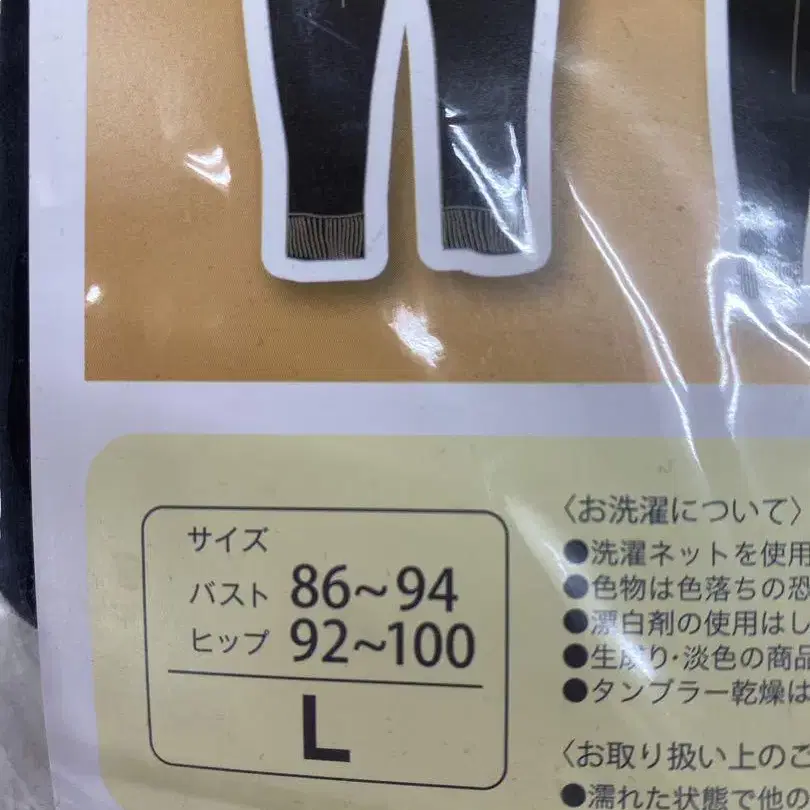 サイズ
バスト 86~94
ヒップ 92~100
L
〈お洗濯について〉
●洗濯ネットを使用
●色物は色落ちの恐
●漂白剤の使用はし
●生成り・淡色の商品
●タンブラー乾燥は
〈お取り扱い上のご
●濡れた状態で他の